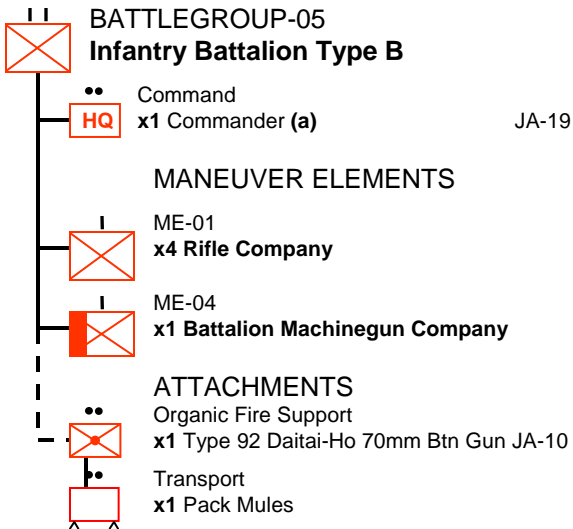 BATTLEGROUP-05
Infantry Battalion Type B
Command
HQ x1 Commander (a) JA-19
MANEUVER ELEMENTS
ME-01
x4 Rifle Company
ME-04
x1 Battalion Machinegun Company
ATTACHMENTS
Organic Fire Support
x1 Type 92 Daitai-Ho 70mm Btn Gun JA-10
Transport
x1 Pack Mules